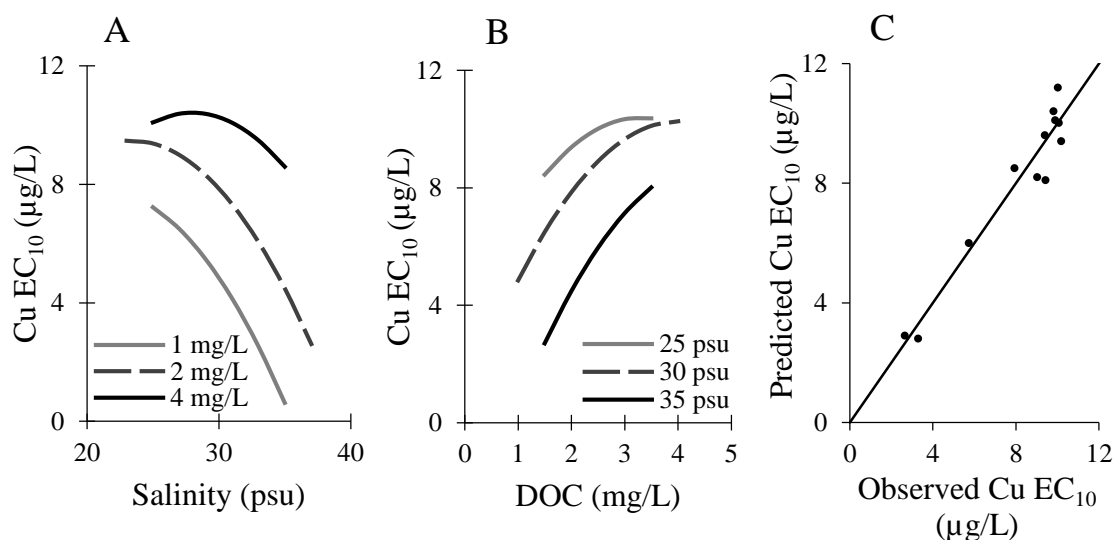 A
Cu EC₁₀ (µg/L)
12
8
4
0
20
30
40
1 mg/L
2 mg/L
4 mg/L
Salinity (psu)
B
Cu EC₁₀ (µg/L)
12
8
4
0
0
1
2
3
4
5
25 psu
30 psu
35 psu
DOC (mg/L)
C
Predicted Cu EC₁₀ (µg/L)
12
8
4
0
0
4
8
12
Observed Cu EC₁₀
(µg/L)